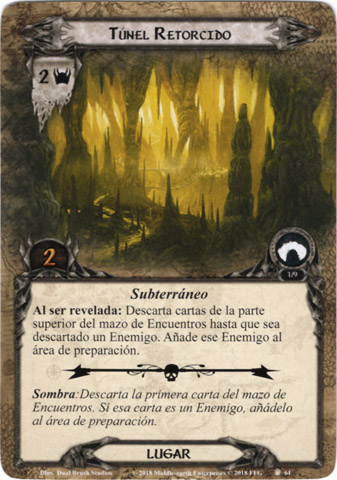 TÚNEL RETORCIDO
2
2
1/9
Subterráneo
Al ser revelada: Descarta cartas de la parte
superior del mazo de Encuentros hasta que sea
descartado un Enemigo. Añade ese Enemigo al
área de preparación.
Sombra:Descarta la primera carta del mazo de
Encuentros. Si esa carta es un Enemigo, añádelo
al área de preparación.
LUGAR
Ilus. Dual Brush Studios © 2018 Middle-earth Enterprises © 2018 FFG 64